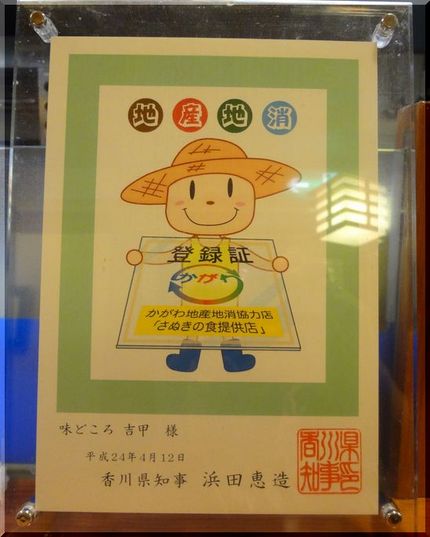 地産地消
登録証
かがわ
かがわ地産地消協力店
「さぬきの食提供店」
味どころ 吉甲 様
平成24年4月12日
香川県知事 浜田恵造
香川県知事印